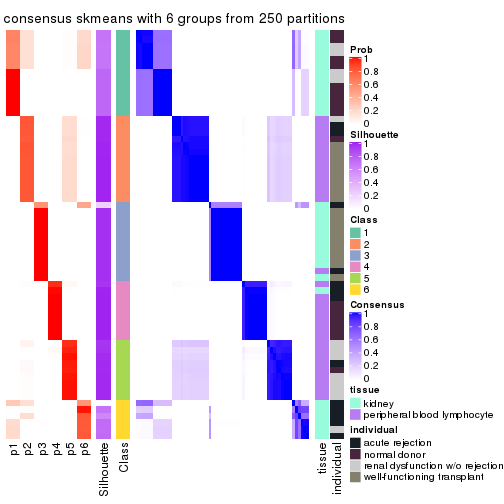 consensus skmeans with 6 groups from 250 partitions
Prob
1
0.8
0.6
0.4
0.2
0
Silhouette
1
0.8
0.6
0.4
0.2
0
Class
1
2
3
4
5
6
Consensus
1
0.8
0.6
0.4
0.2
0
tissue
kidney
peripheral blood lymphocyte
individual
acute rejection
normal donor
renal dysfunction w/o rejection
well-functioning transplant
p1
p2
p3
p4
p5
p6
Silhouette
Class
tissue
individual